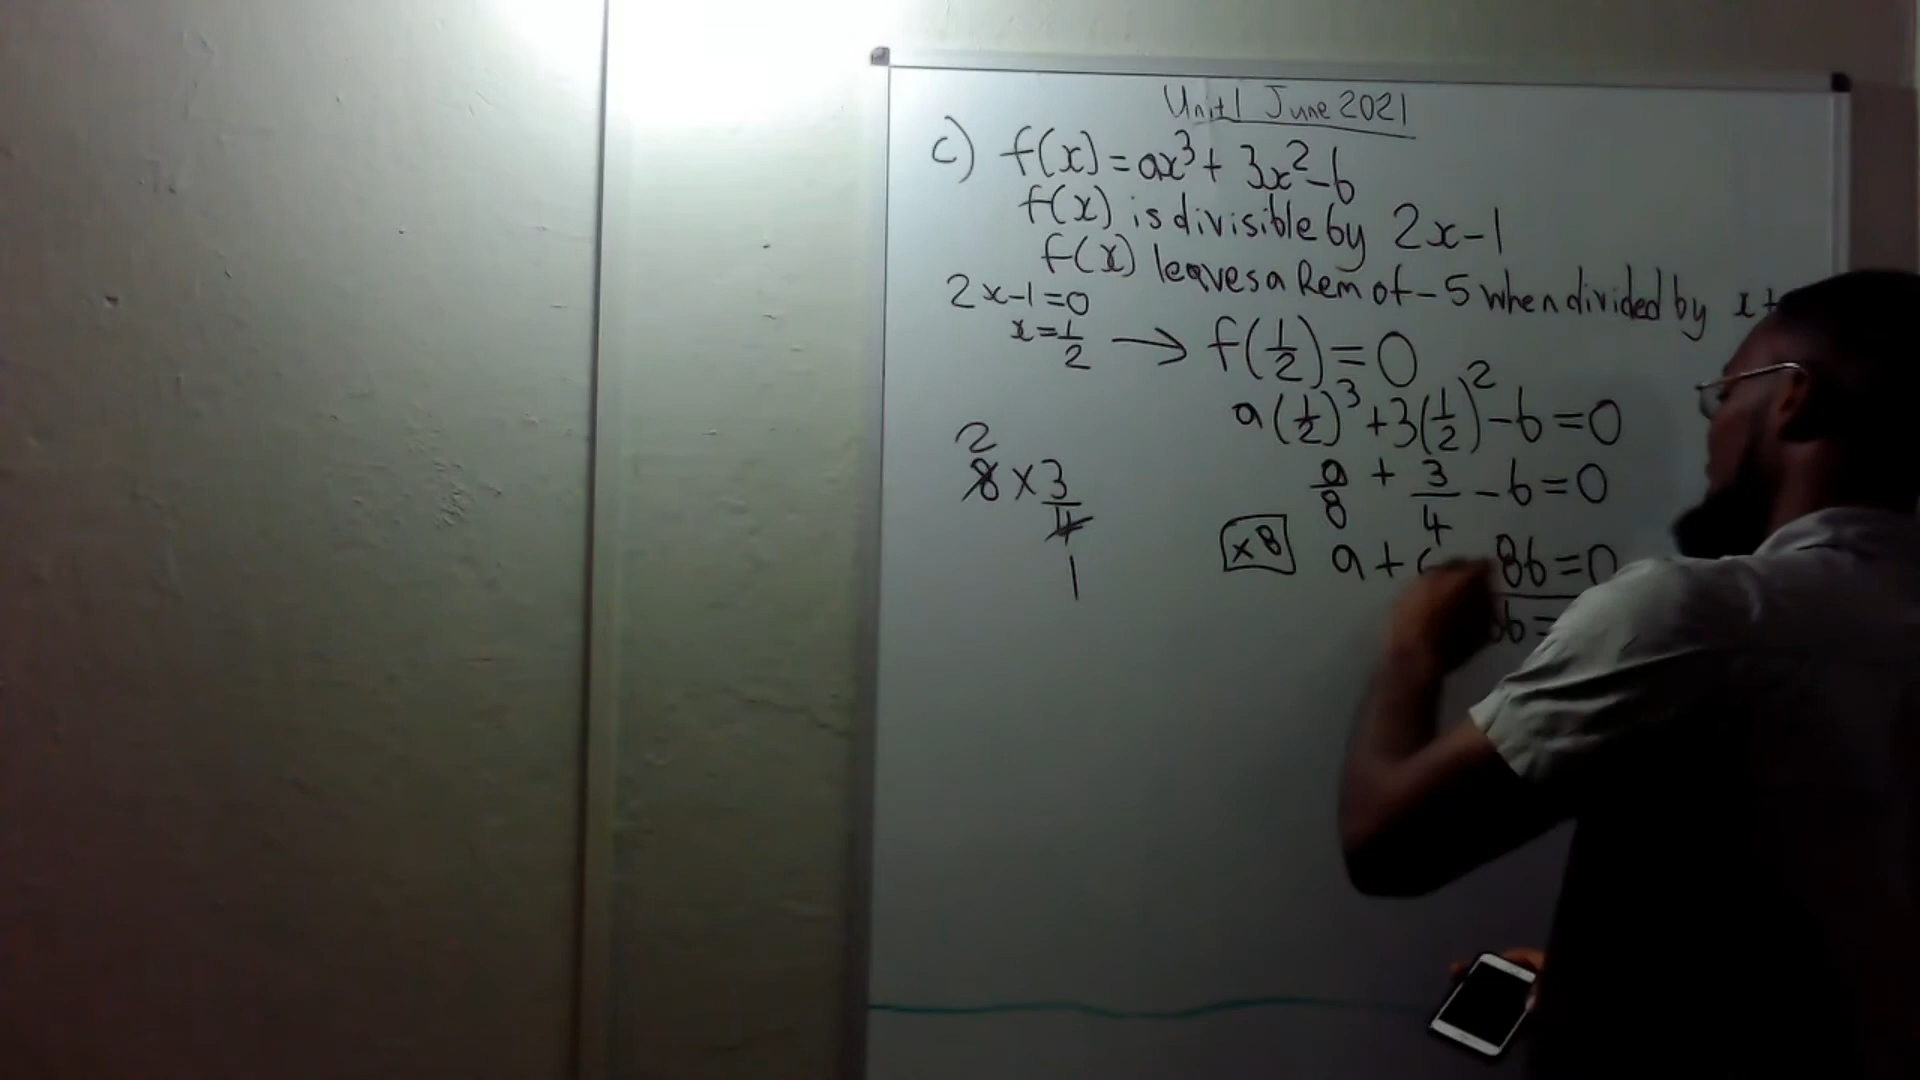 Unit 1 June 2021
c) f(x) = ax³ + 3x² - b
f(x) is divisible by 2x-1
f(x) leaves a Rem of -5 when divided by x +
2x-1=0
x=1/2 → f(1/2) = 0
a(1/2)³ + 3(1/2)² - b = 0
a/8 + 3/4 - b = 0
2
8 × 3/4
1
×8 a + 8b = 0
b =